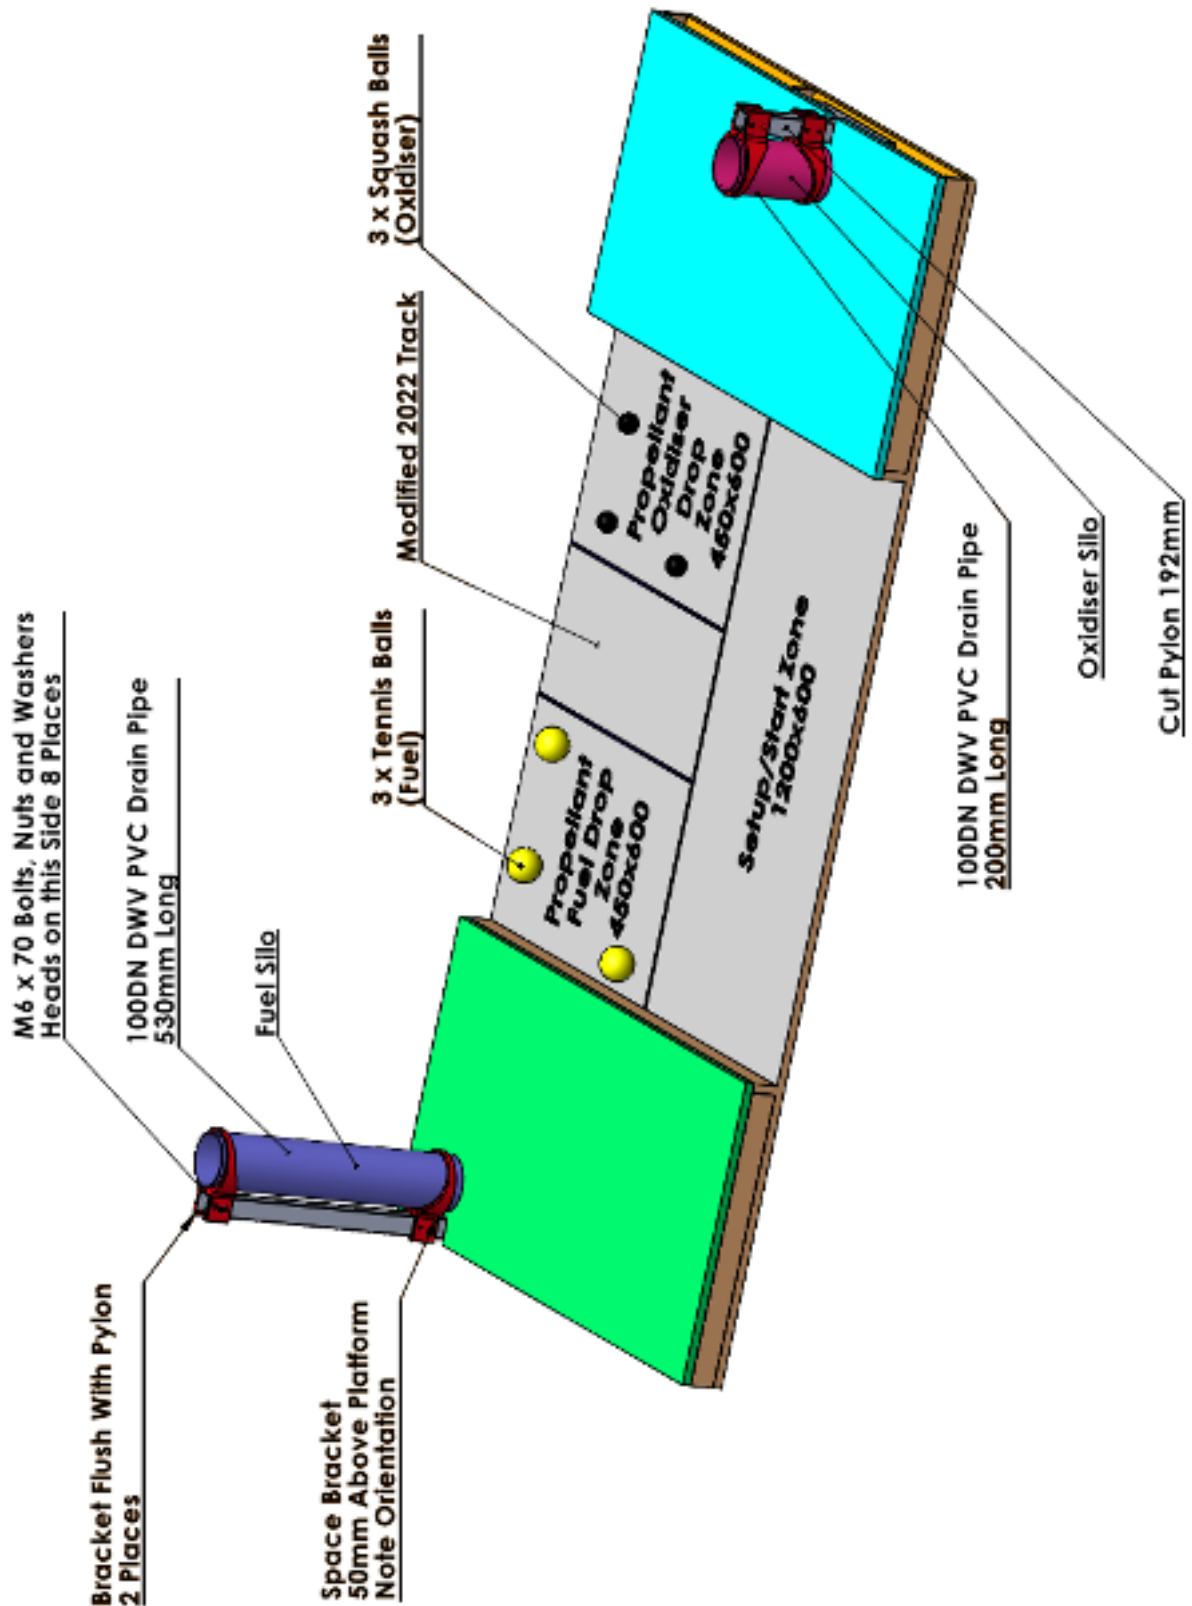 Bracket Flush With Pylon
2 Places
M6 x 70 Bolts, Nuts and Washers
Heads on this Side 8 Places
100DN DWV PVC Drain Pipe
530mm Long
Fuel Silo
Space Bracket
50mm Above Platform
Note Orientation
3 x Tennis Balls
(Fuel)
Modified 2022 Track
3 x Squash Balls
(Oxidiser)
Propellant
Fuel Drop
Zone
450x600
Propellant
Oxidiser
Drop
Zone
450x600
Setup/Start Zone
1200x600
100DN DWV PVC Drain Pipe
200mm Long
Oxidiser Silo
Cut Pylon 192mm